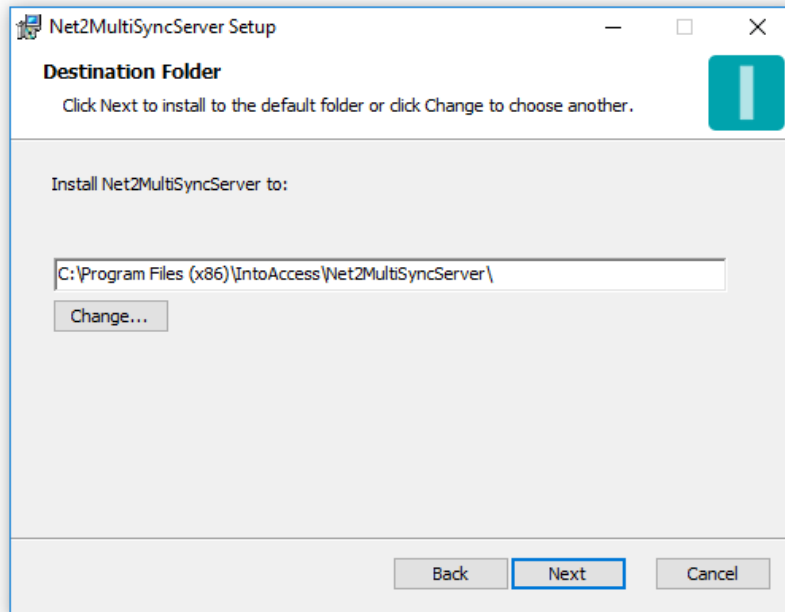 Net2MultiSyncServer Setup
Destination Folder
Click Next to install to the default folder or click Change to choose another.
Install Net2MultiSyncServer to:
C:\Program Files (x86)\IntoAccess\Net2MultiSyncServer\
Change...
Back Next Cancel